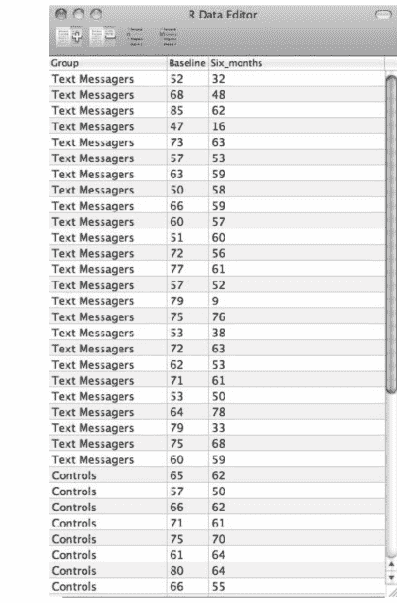 R Data Editor
Group Baseline Six_months
Text Messagers 52 32
Text Messagers 68 48
Text Messagers 85 62
Text Messagers 47 16
Text Messagers 73 63
Text Messagers 57 53
Text Messagers 63 59
Text Messagers 50 58
Text Messagers 66 59
Text Messagers 60 57
Text Messagers 51 60
Text Messagers 72 56
Text Messagers 77 61
Text Messagers 57 52
Text Messagers 79 9
Text Messagers 75 76
Text Messagers 53 38
Text Messagers 72 63
Text Messagers 62 53
Text Messagers 71 61
Text Messagers 53 50
Text Messagers 64 78
Text Messagers 79 33
Text Messagers 75 68
Text Messagers 60 59
Controls 65 62
Controls 57 50
Controls 66 62
Controls 71 61
Controls 75 70
Controls 61 64
Controls 80 64
Controls 66 55